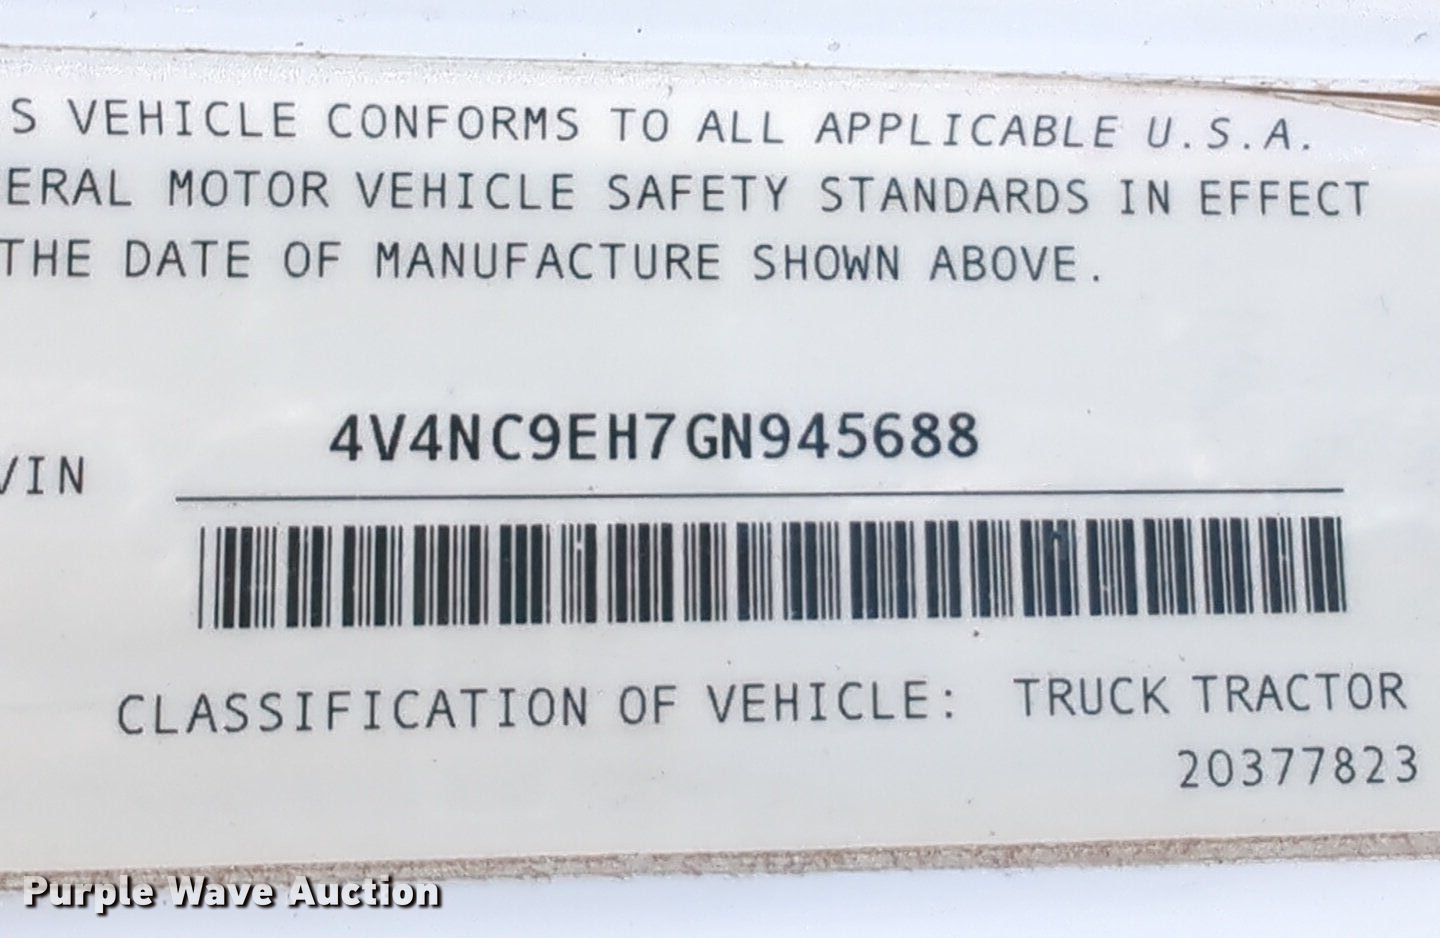 S VEHICLE CONFORMS TO ALL APPLICABLE U.S.A.
ERAL MOTOR VEHICLE SAFETY STANDARDS IN EFFECT
THE DATE OF MANUFACTURE SHOWN ABOVE.
4V4NC9EH7GN945688
VIN
CLASSIFICATION OF VEHICLE: TRUCK TRACTOR
20377823
Purple Wave Auction